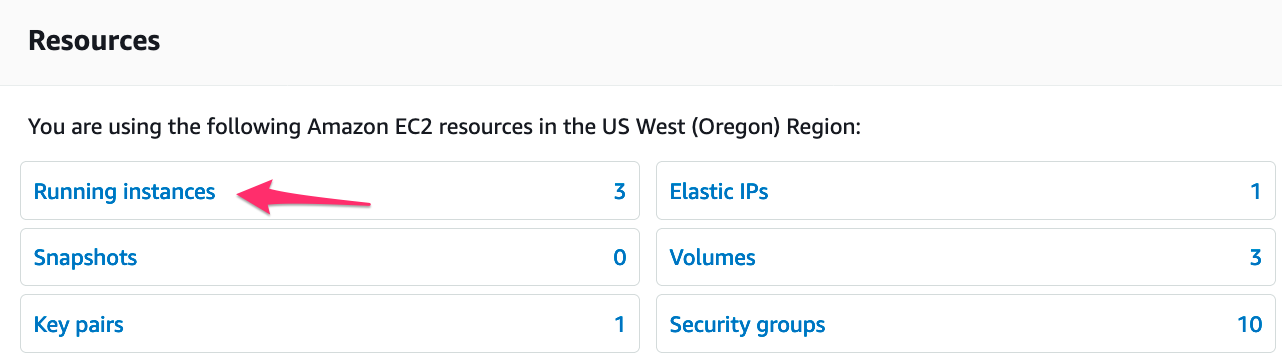 Resources
You are using the following Amazon EC2 resources in the US West (Oregon) Region:
Running instances 3 Elastic IPs 1
Snapshots 0 Volumes 3
Key pairs 1 Security groups 10